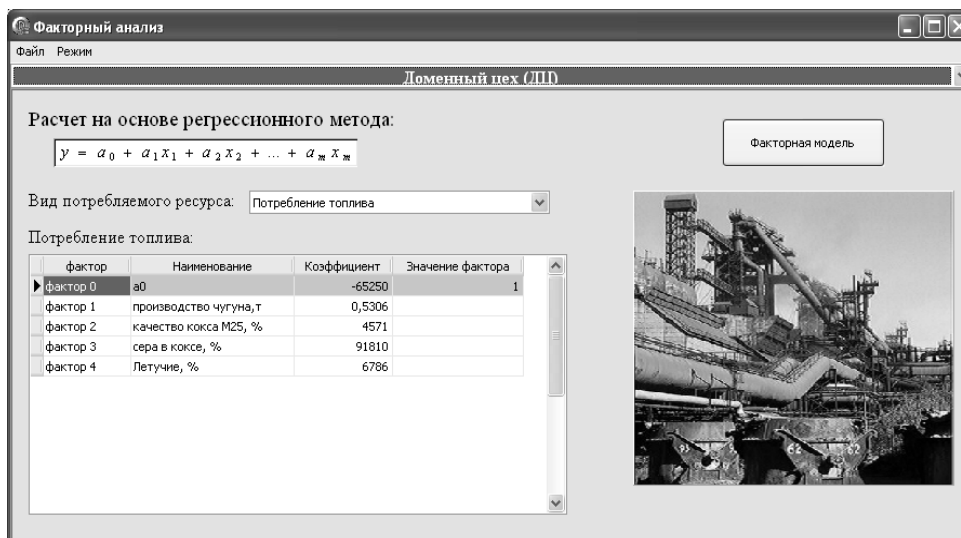 Факторный анализ
Файл Режим
Доменный цех (ДЦ)
Расчет на основе регрессионного метода:
y = a0 + a1x1 + a2x2 + ... + amxm
Факторная модель
Вид потребляемого ресурса: Потребление топлива
Потребление топлива:
фактор Наименование Коэффициент Значение фактора
фактор 0 a0 -65250 1
фактор 1 производство чугуна,т 0,5306
фактор 2 качество кокса М25, % 4571
фактор 3 сера в коксе, % 91810
фактор 4 Летучие, % 6786
62 62